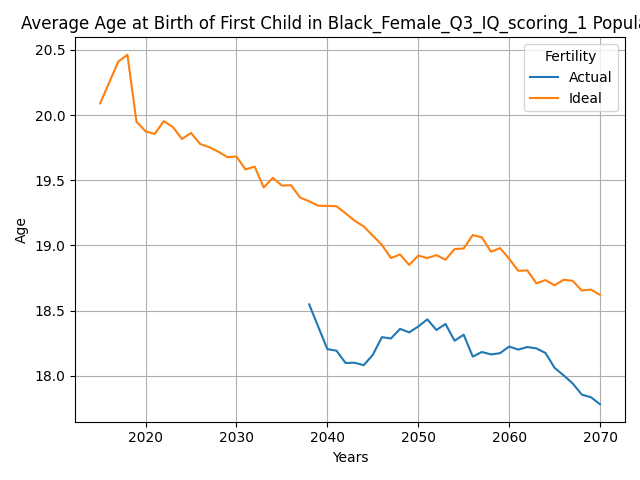 Average Age at Birth of First Child in Black_Female_Q3_IQ_scoring_1 Popula
Fertility
Actual
Ideal
Age
20.5
20.0
19.5
19.0
18.5
18.0
2020 2030 2040 2050 2060 2070
Years